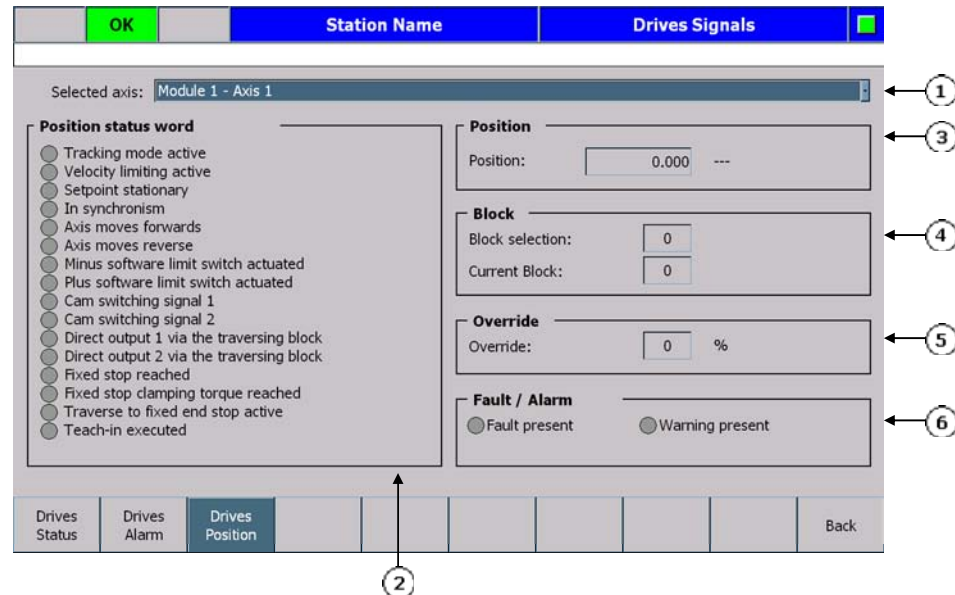 OK
Station Name
Drives Signals
Selected axis:
Module 1 - Axis 1
1
Position status word
Tracking mode active
Velocity limiting active
Setpoint stationary
In synchronism
Axis moves forwards
Axis moves reverse
Minus software limit switch actuated
Plus software limit switch actuated
Cam switching signal 1
Cam switching signal 2
Direct output 1 via the traversing block
Direct output 2 via the traversing block
Fixed stop reached
Fixed stop clamping torque reached
Traverse to fixed end stop active
Teach-in executed
Position
Position: 0.000 ---
3
Block
Block selection: 0
Current Block: 0
4
Override
Override: 0 %
5
Fault / Alarm
Fault present
Warning present
6
Drives
Status
Drives
Alarm
Drives
Position
Back
2